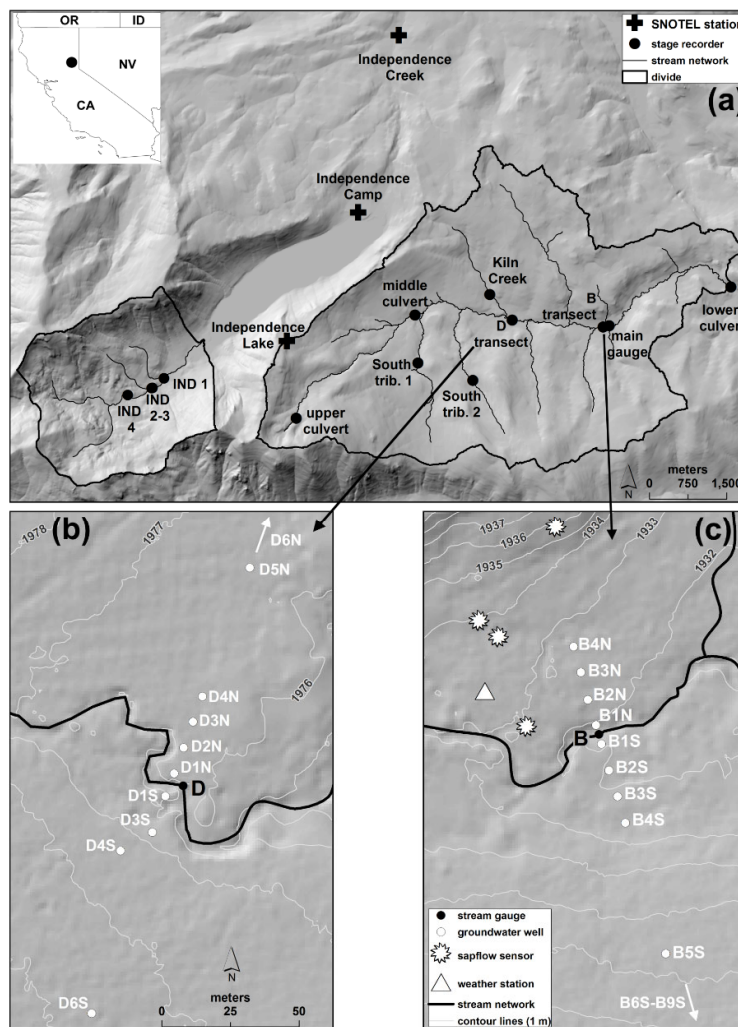 OR
ID
NV
CA
SNOTEL station
stage recorder
stream network
divide
(a)
Independence
Creek
Independence
Camp
Independence
Lake
Kiln
Creek
middle
culvert
D
transect
B
transect
main
gauge
lower
culvert
South
trib. 1
South
trib. 2
upper
culvert
IND 1
IND
2-3
IND
4
meters
0 750 1,500
N
(b)
1978
1977
1976
D6N
D5N
D4N
D3N
D2N
D1N
D
D1S
D3S
D4S
D6S
N
meters
0 25 50
(c)
1937
1936
1935
1934
1933
1932
B4N
B3N
B2N
B1N
B
B1S
B2S
B3S
B4S
B5S
B6S-B9S
stream gauge
groundwater well
sapflow sensor
weather station
stream network
contour lines (1 m)